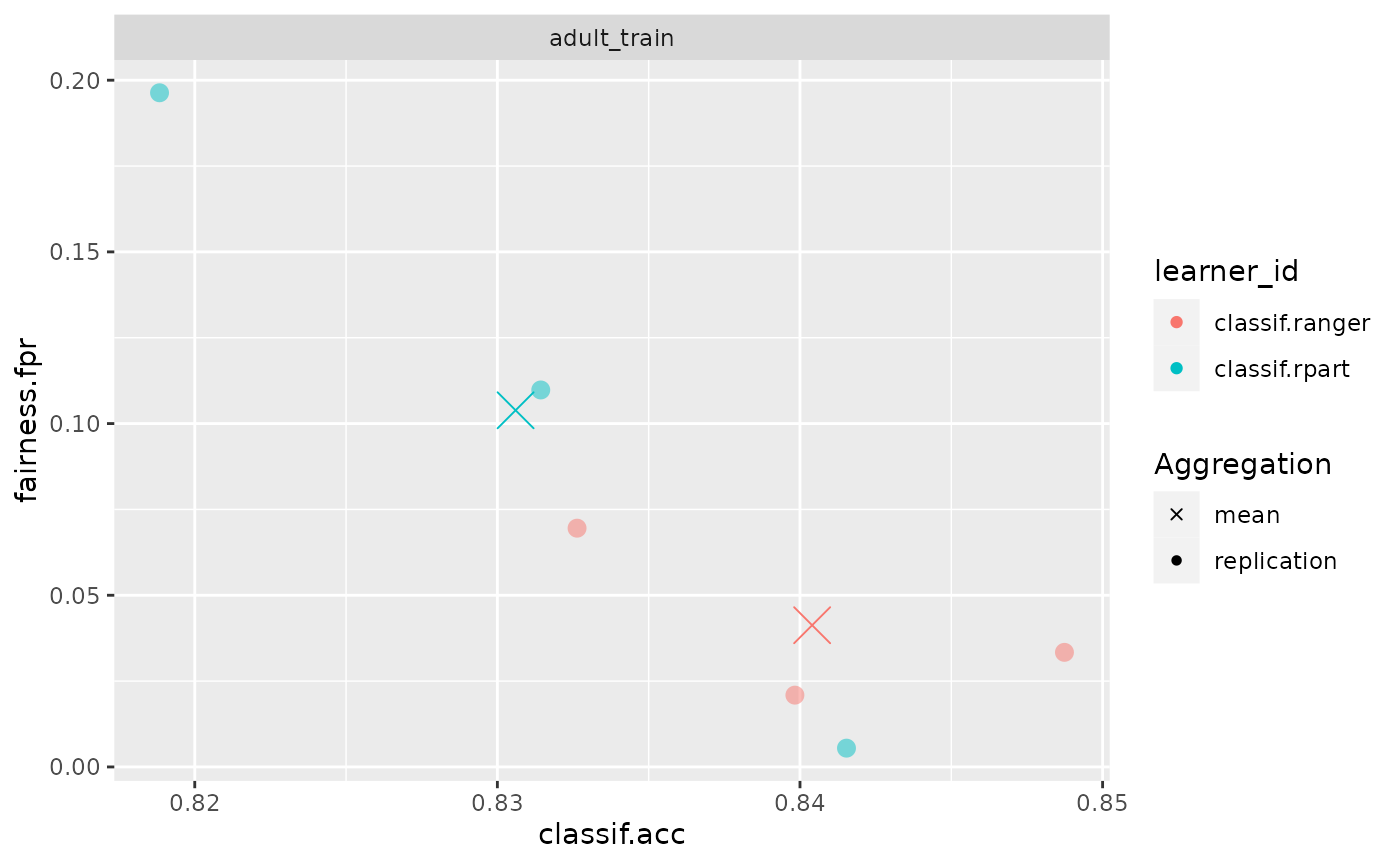 adult_train
0.20
0.15
0.10
0.05
0.00
fairness.fpr
0.82 0.83 0.84 0.85
classif.acc
learner_id
classif.ranger
classif.rpart
Aggregation
mean
replication